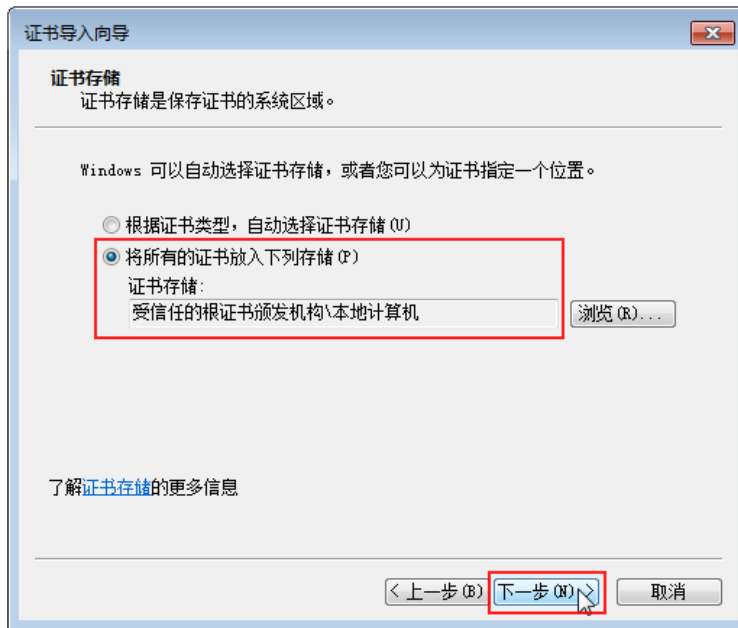 证书导入向导
证书存储
证书存储是保存证书的系统区域。
Windows 可以自动选择证书存储，或者您可以为证书指定一个位置。
根据证书类型，自动选择证书存储(U)
将所有的证书放入下列存储(P)
证书存储:
受信任的根证书颁发机构\本地计算机
浏览(R)...
了解证书存储的更多信息
< 上一步(B)
下一步(N) >
取消